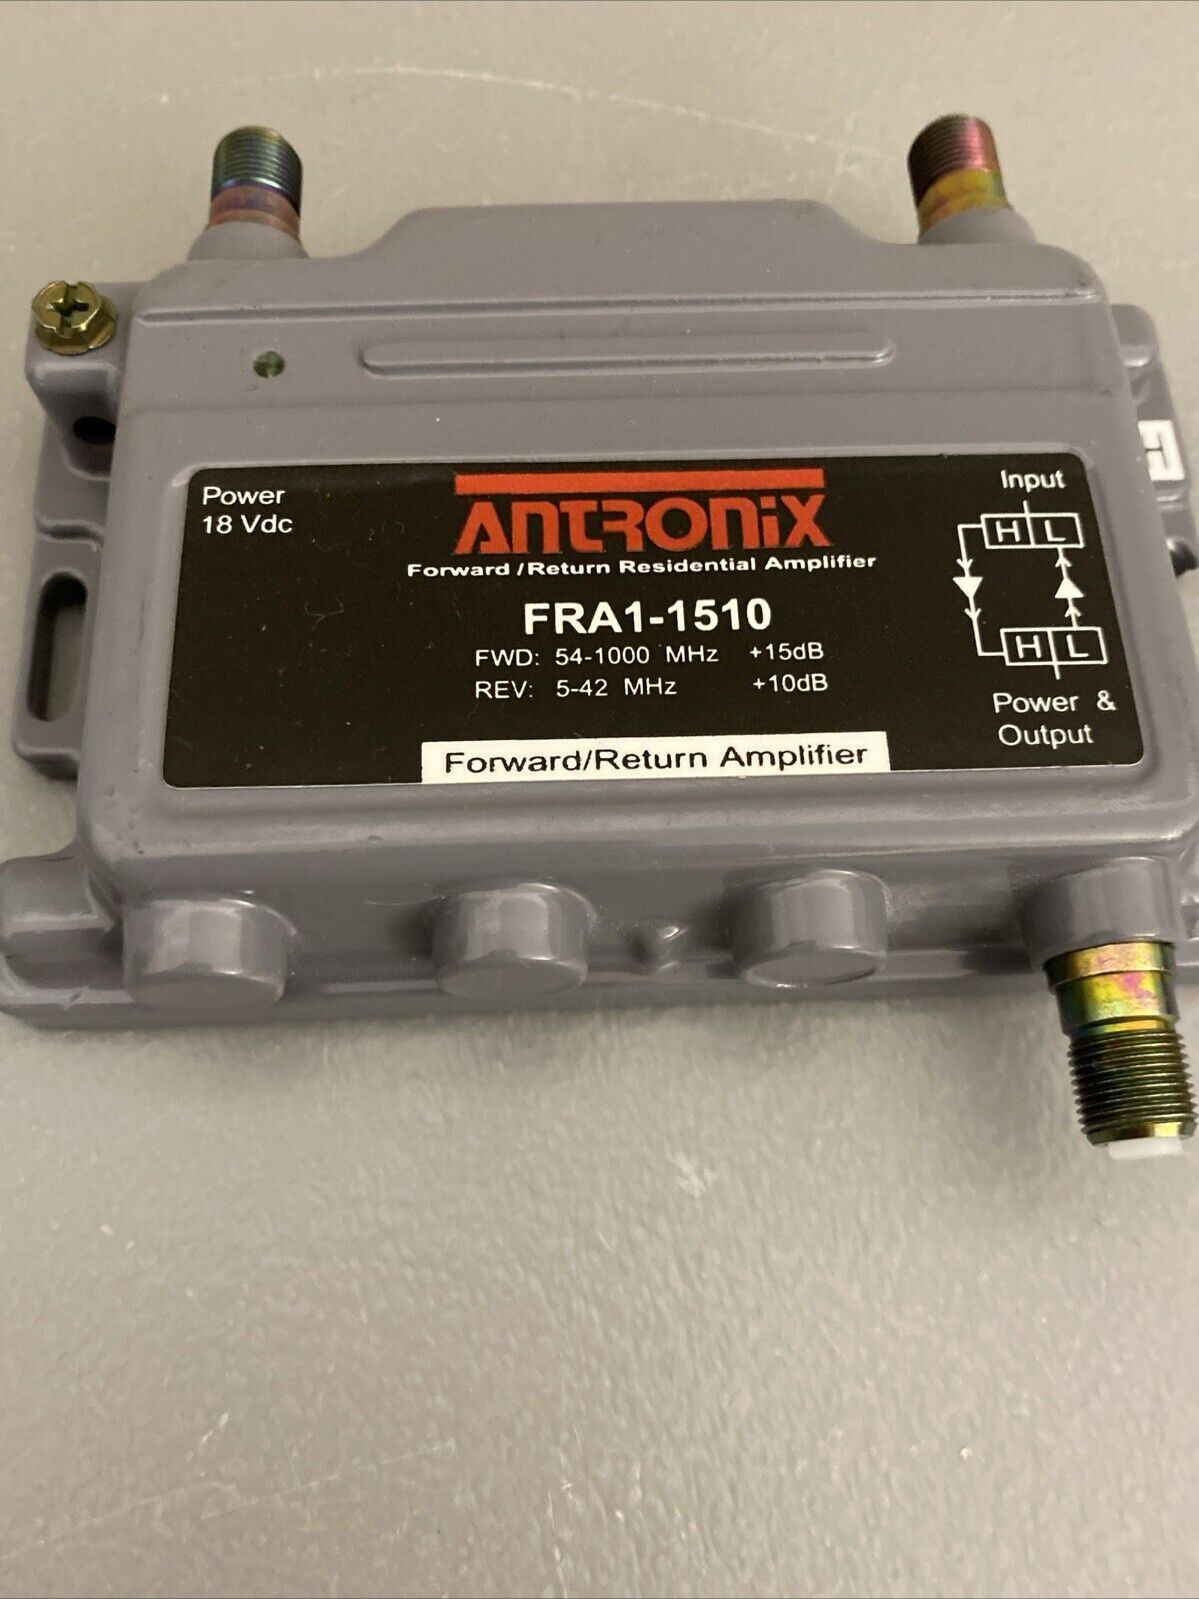 Power
18 Vdc
ANTRONIX
Forward /Return Residential Amplifier
FRA1-1510
FWD: 54-1000 MHz +15dB
REV: 5-42 MHz +10dB
Forward/Return Amplifier
Input
H L
H L
Power &
Output